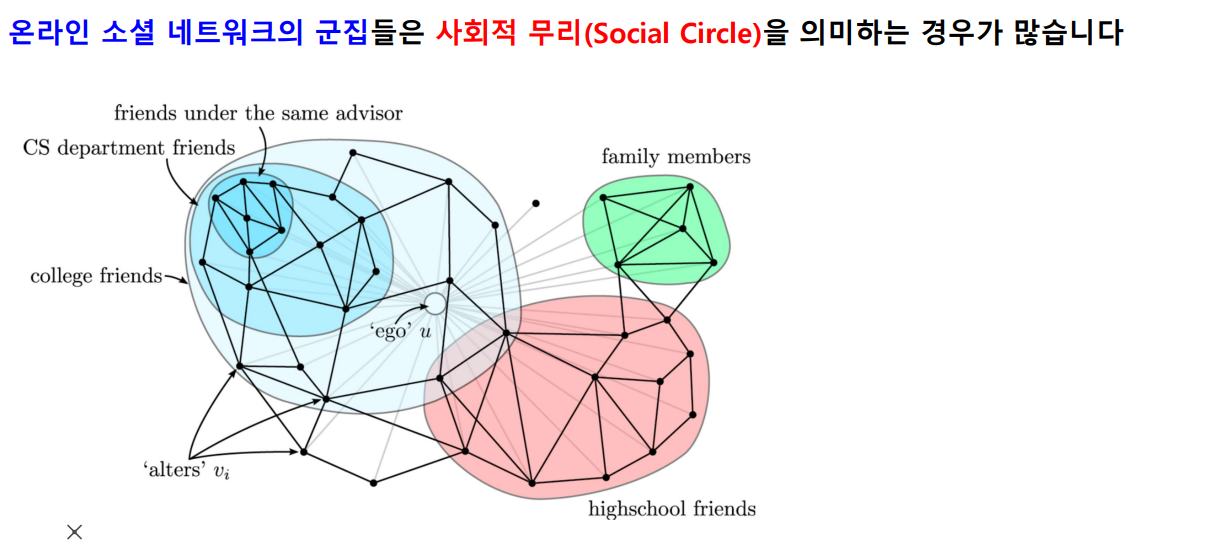 온라인 소셜 네트워크의 군집들은 사회적 무리(Social Circle)을 의미하는 경우가 많습니다
friends under the same advisor
CS department friends
family members
college friends
'ego' u
'alters' vᵢ
highschool friends